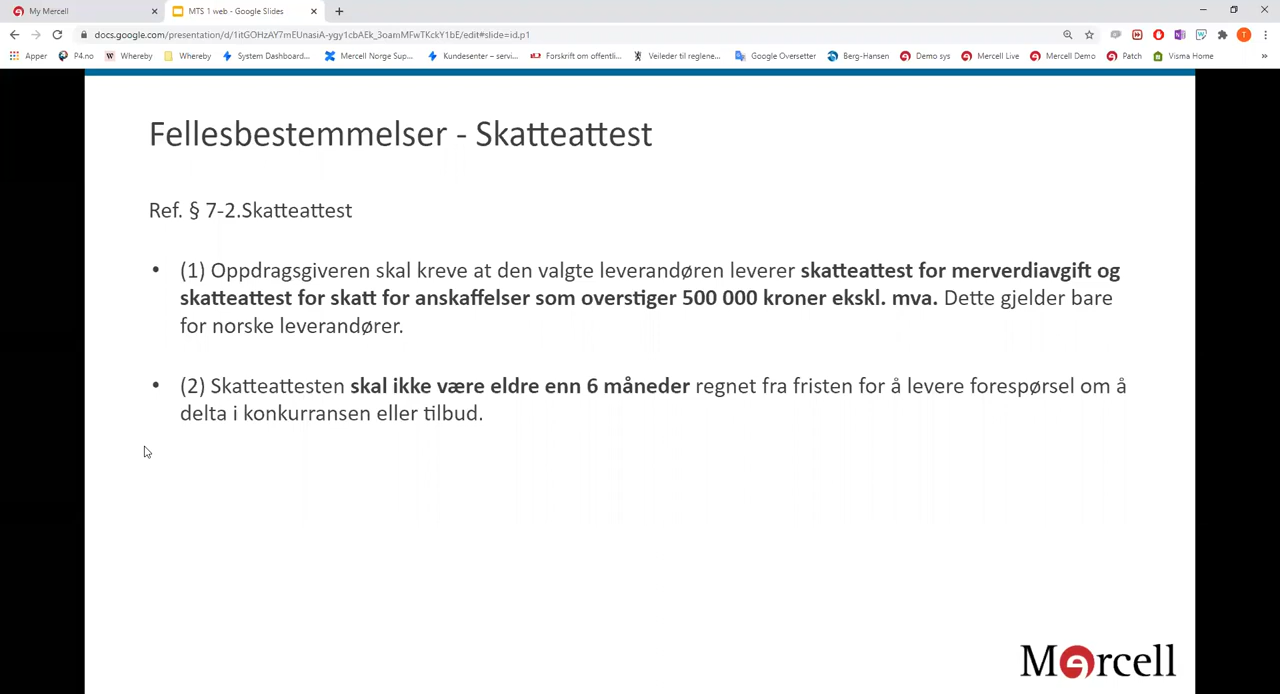 My Mercell
MTS 1 web - Google Slides
docs.google.com/presentation/d/1itGOHzAY7mEUnasiA-ygy1cbAEk_3oamMFwTKckY1bE/edit#slide=id.p1
Apper P4.no Whereby Whereby System Dashboard... Mercell Norge Sup... Kundesenter – servi... Forskrift om offentli... Veileder til reglene... Google Oversetter Berg-Hansen Demo sys Mercell Live Mercell Demo Patch Visma Home »
Fellesbestemmelser - Skatteattest
Ref. § 7-2.Skatteattest
• (1) Oppdragsgiveren skal kreve at den valgte leverandøren leverer skatteattest for merverdiavgift og
skatteattest for skatt for anskaffelser som overstiger 500 000 kroner ekskl. mva. Dette gjelder bare
for norske leverandører.
• (2) Skatteattesten skal ikke være eldre enn 6 måneder regnet fra fristen for å levere forespørsel om å
delta i konkurransen eller tilbud.
Mercell